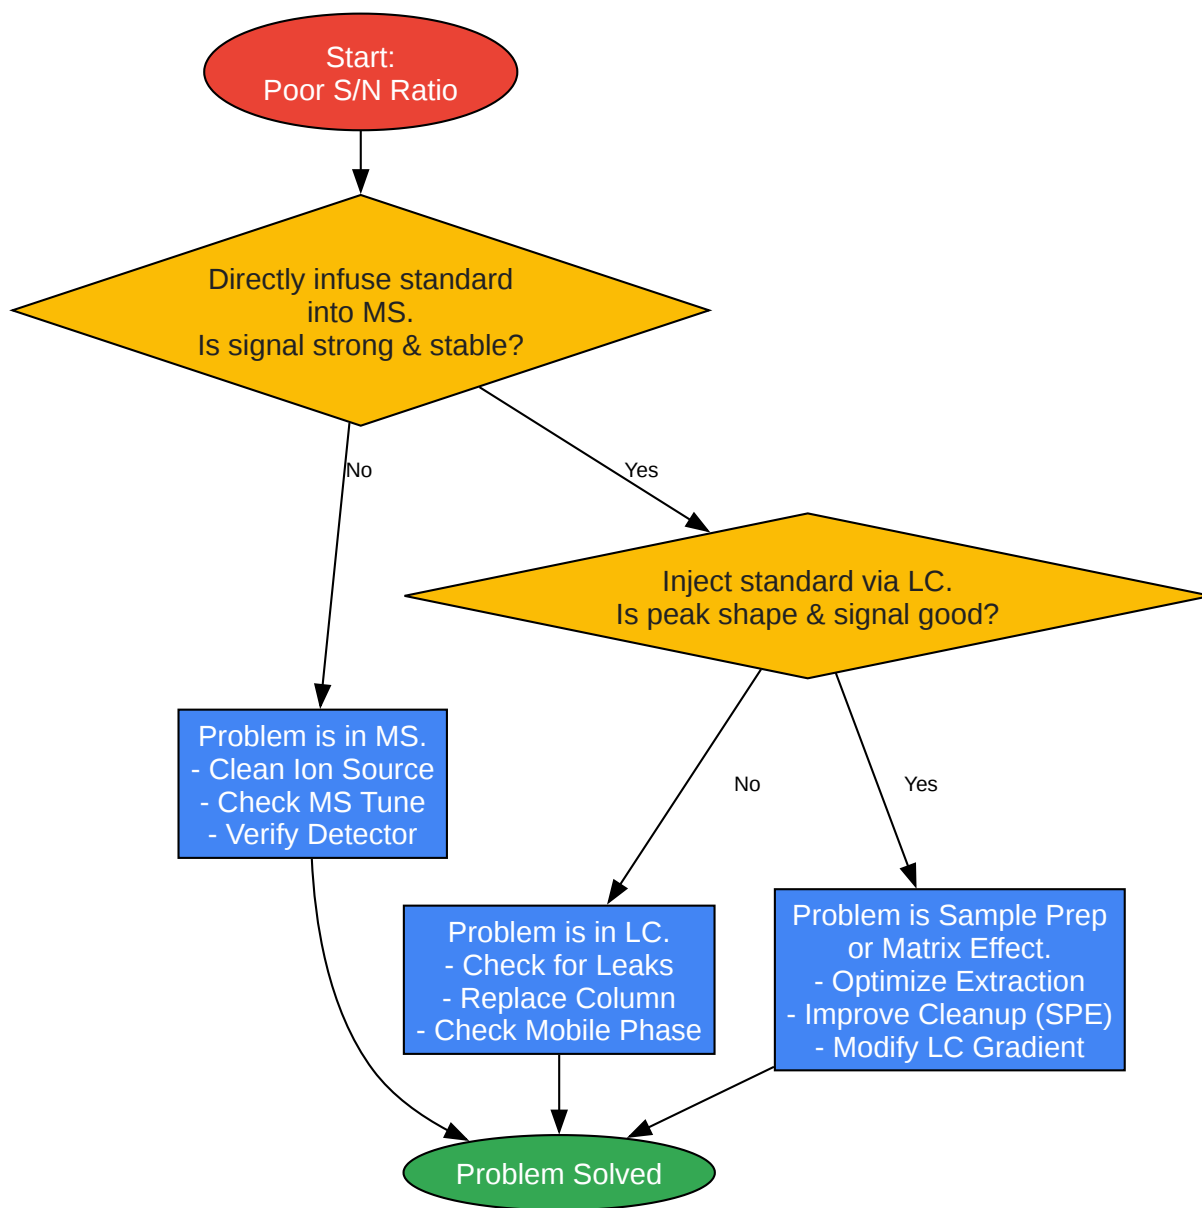 Start:
Poor S/N Ratio
Directly infuse standard
into MS.
Is signal strong & stable?
No
Yes
Inject standard via LC.
Is peak shape & signal good?
Problem is in MS.
- Clean Ion Source
- Check MS Tune
- Verify Detector
No
Yes
Problem is in LC.
- Check for Leaks
- Replace Column
- Check Mobile Phase
Problem is Sample Prep
or Matrix Effect.
- Optimize Extraction
- Improve Cleanup (SPE)
- Modify LC Gradient
Problem Solved